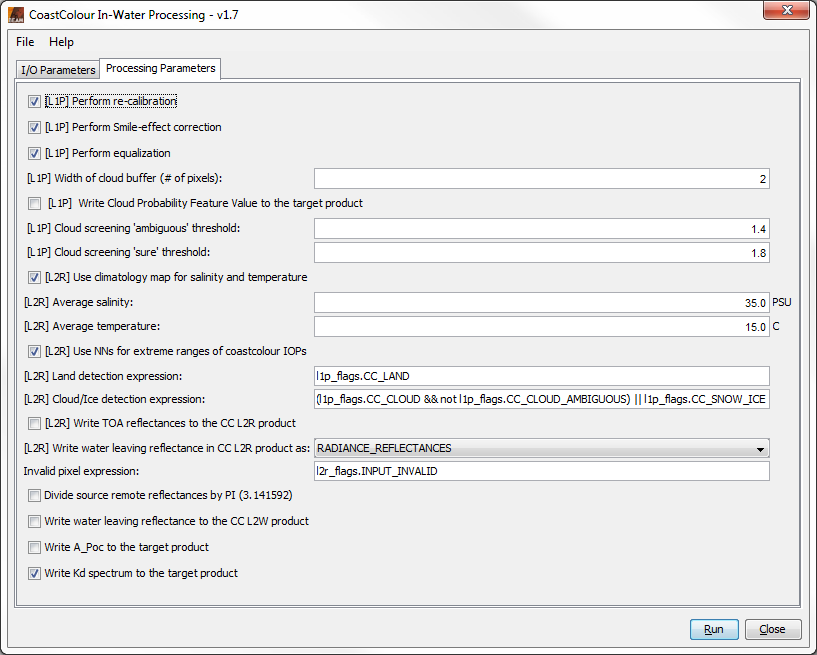 CoastColour In-Water Processing - v1.7
File Help
I/O Parameters Processing Parameters
[L1P] Perform re-calibration
[L1P] Perform Smile-effect correction
[L1P] Perform equalization
[L1P] Width of cloud buffer (# of pixels): 2
[L1P] Write Cloud Probability Feature Value to the target product
[L1P] Cloud screening 'ambiguous' threshold: 1.4
[L1P] Cloud screening 'sure' threshold: 1.8
[L2R] Use climatology map for salinity and temperature
[L2R] Average salinity: 35.0 PSU
[L2R] Average temperature: 15.0 C
[L2R] Use NNs for extreme ranges of coastcolour IOPs
[L2R] Land detection expression: l1p_flags.CC_LAND
[L2R] Cloud/Ice detection expression: (l1p_flags.CC_CLOUD && not l1p_flags.CC_CLOUD_AMBIGUOUS) || l1p_flags.CC_SNOW_ICE
[L2R] Write TOA reflectances to the CC L2R product
[L2R] Write water leaving reflectance in CC L2R product as: RADIANCE_REFLECTANCES
Invalid pixel expression: l2r_flags.INPUT_INVALID
Divide source remote reflectances by PI (3.141592)
Write water leaving reflectance to the CC L2W product
Write A_Poc to the target product
Write Kd spectrum to the target product
Run Close